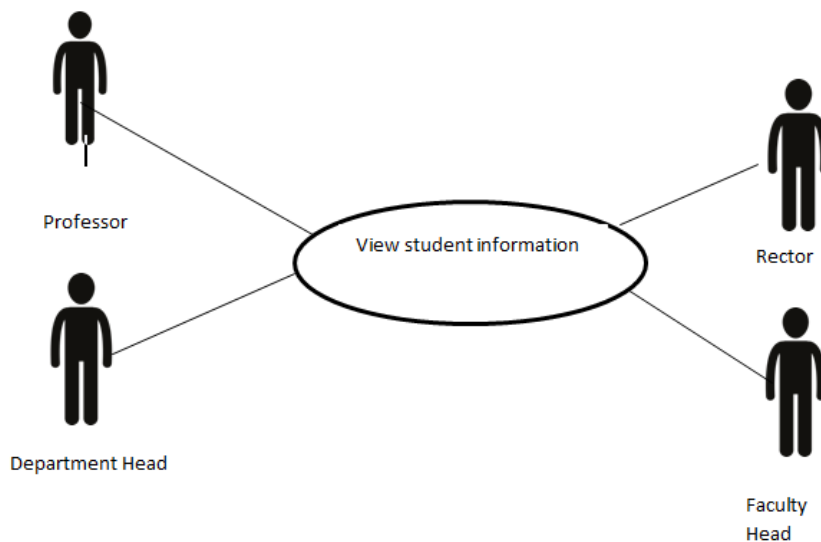 Professor
View student information
Rector
Department Head
Faculty
Head